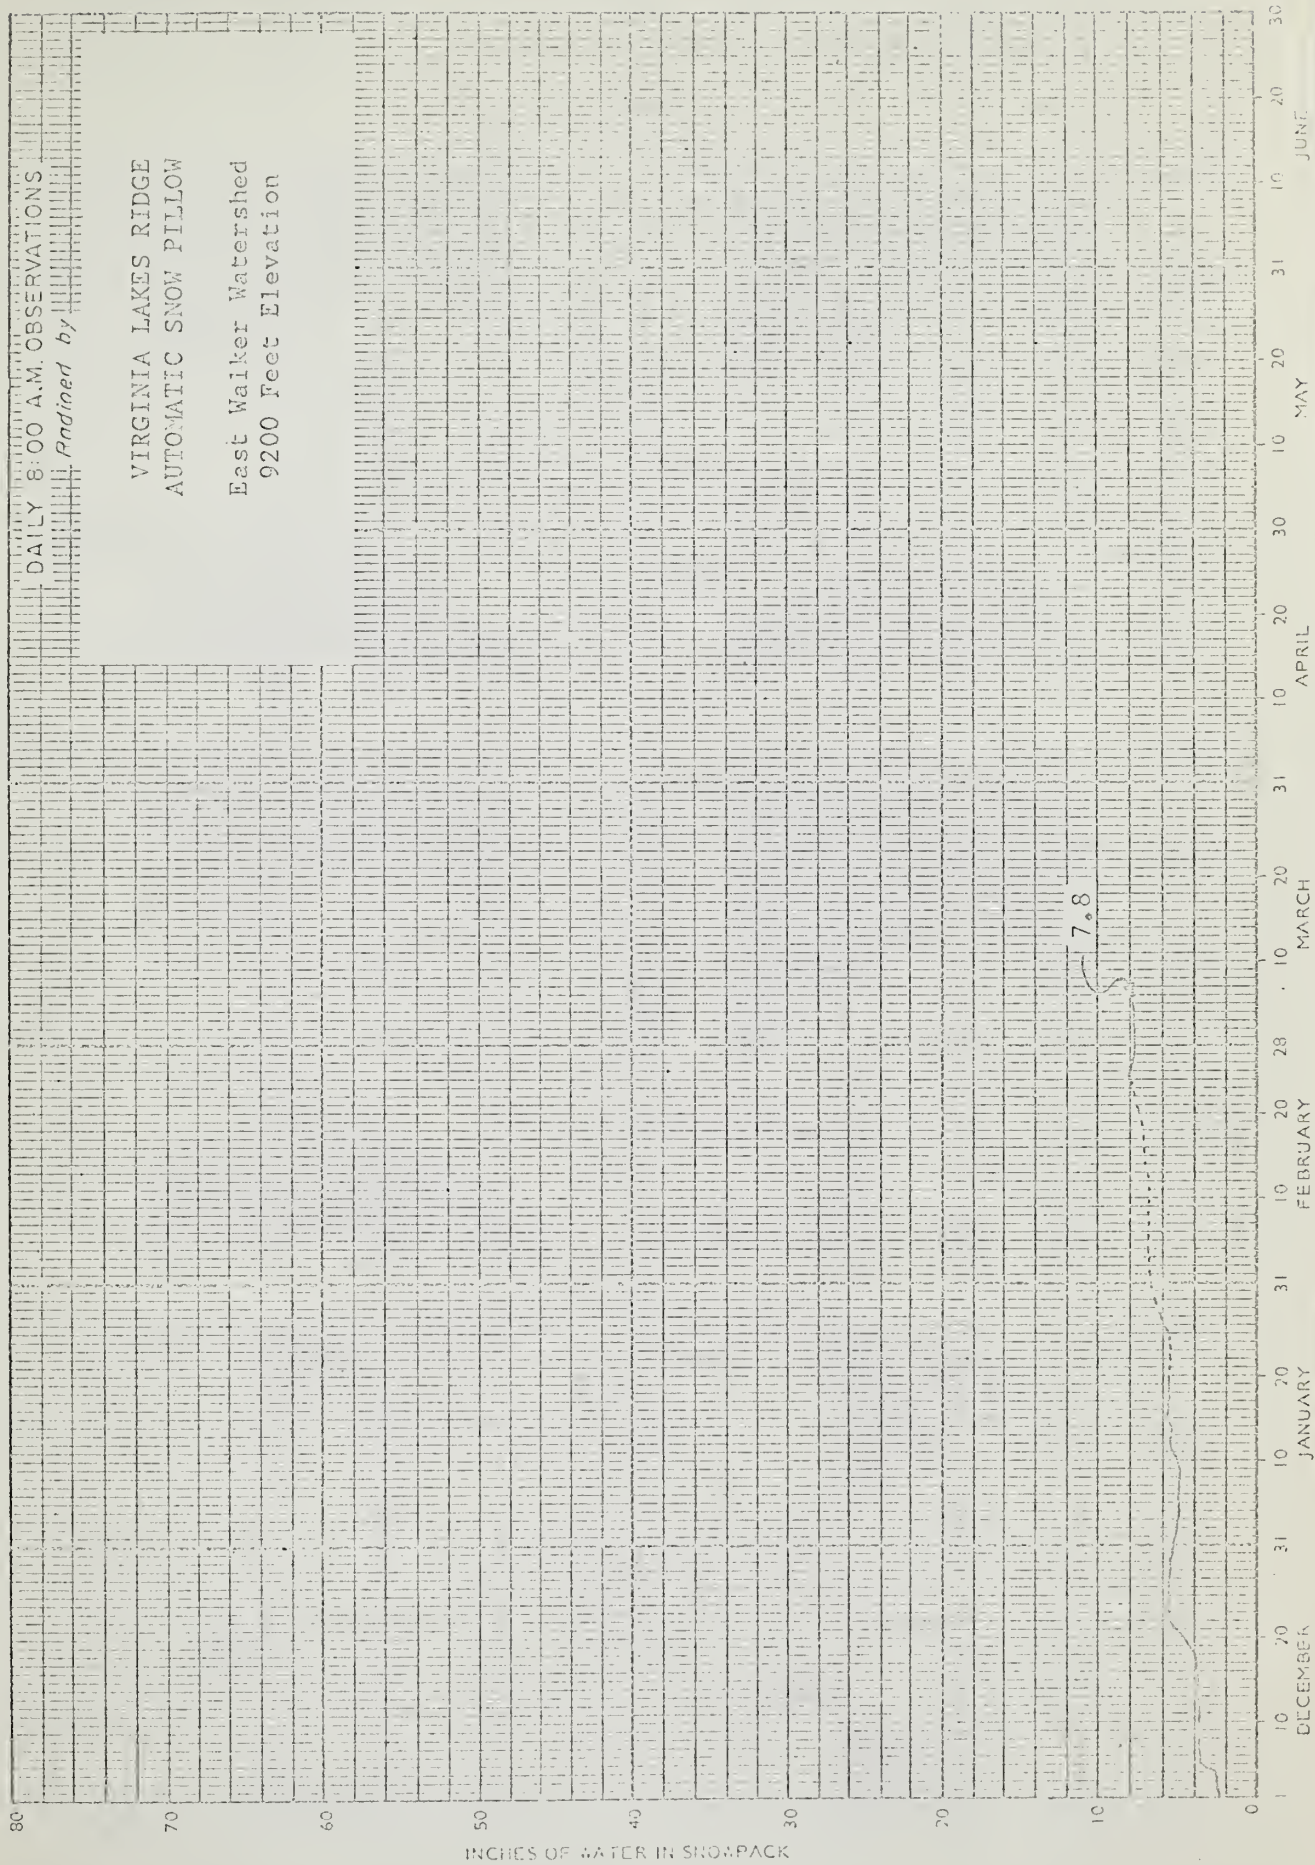 DAILY 8:00 A.M. OBSERVATIONS
Radioed by
VIRGINIA LAKES RIDGE
AUTOMATIC SNOW PILLOW
East Walker Watershed
9200 Feet Elevation
80
70
60
50
40
30
20
10
0
INCHES OF WATER IN SNOWPACK
7.8
1 10 20 31 10 20 31 10 20 28 10 20 31 10 20 30 10 20 31 10 20 30
DECEMBER JANUARY FEBRUARY MARCH APRIL MAY JUNE